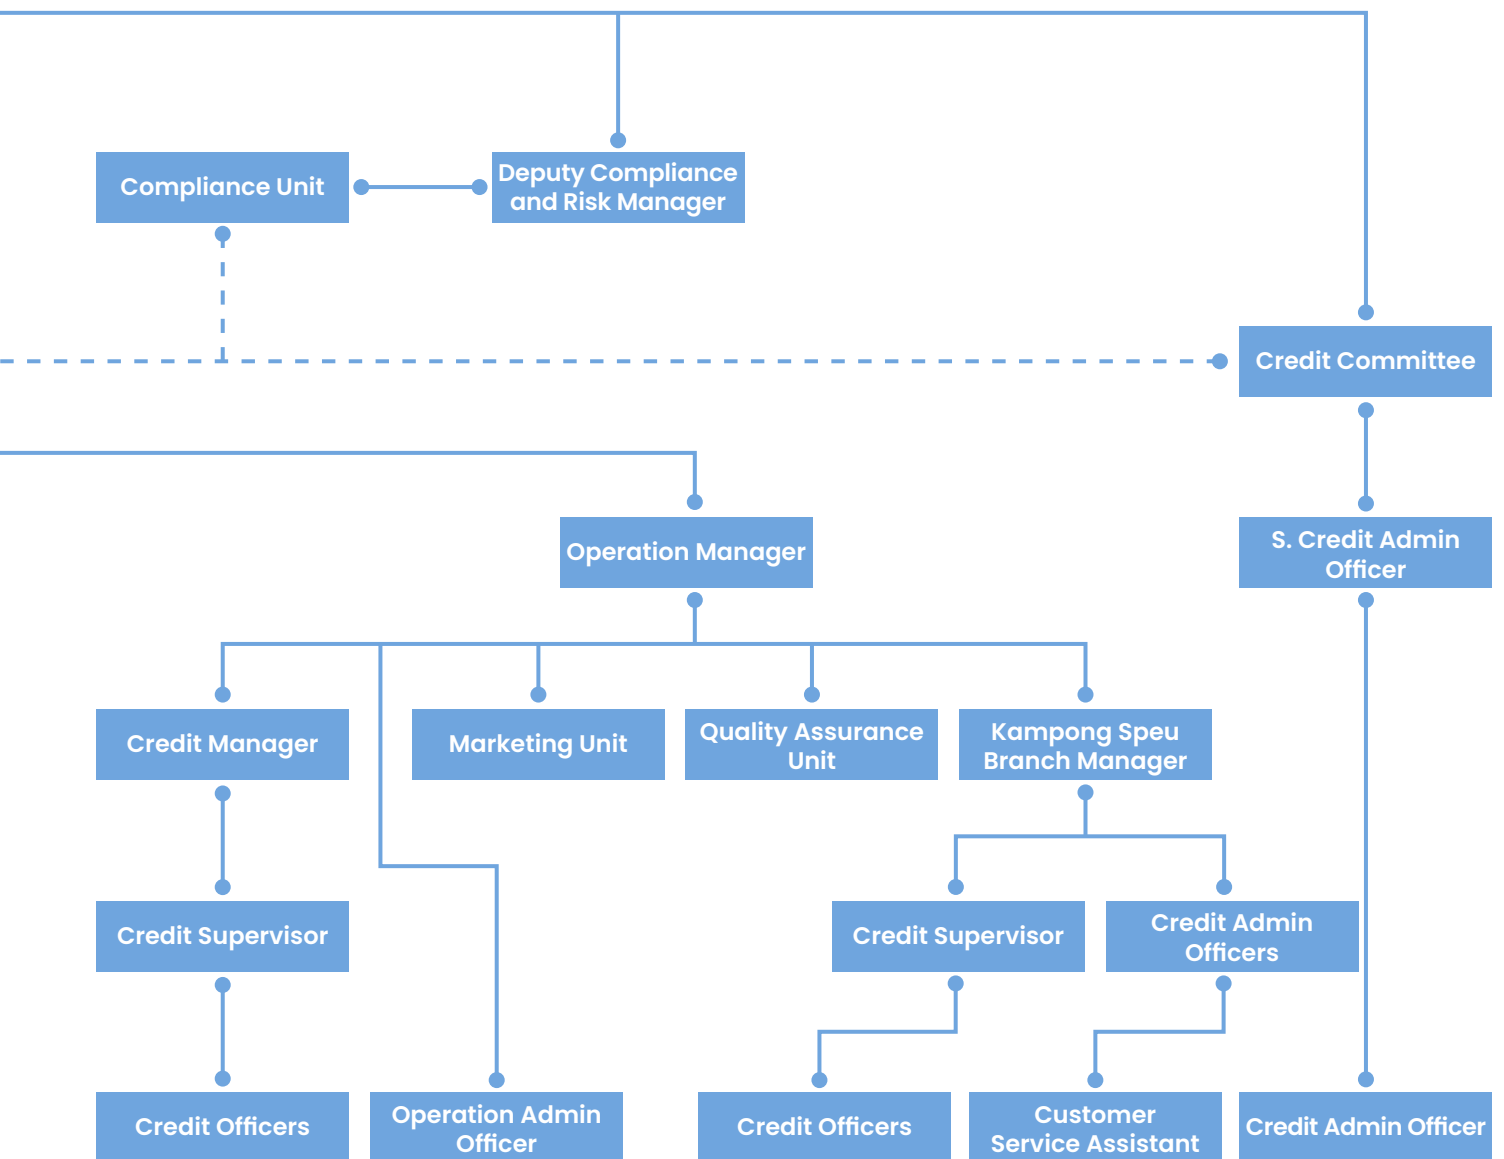 Compliance Unit
Deputy Compliance
and Risk Manager
Credit Committee
Operation Manager
S. Credit Admin
Officer
Credit Manager
Marketing Unit
Quality Assurance
Unit
Kampong Speu
Branch Manager
Credit Supervisor
Credit Supervisor
Credit Admin
Officers
Credit Officers
Operation Admin
Officer
Credit Officers
Customer
Service Assistant
Credit Admin Officer